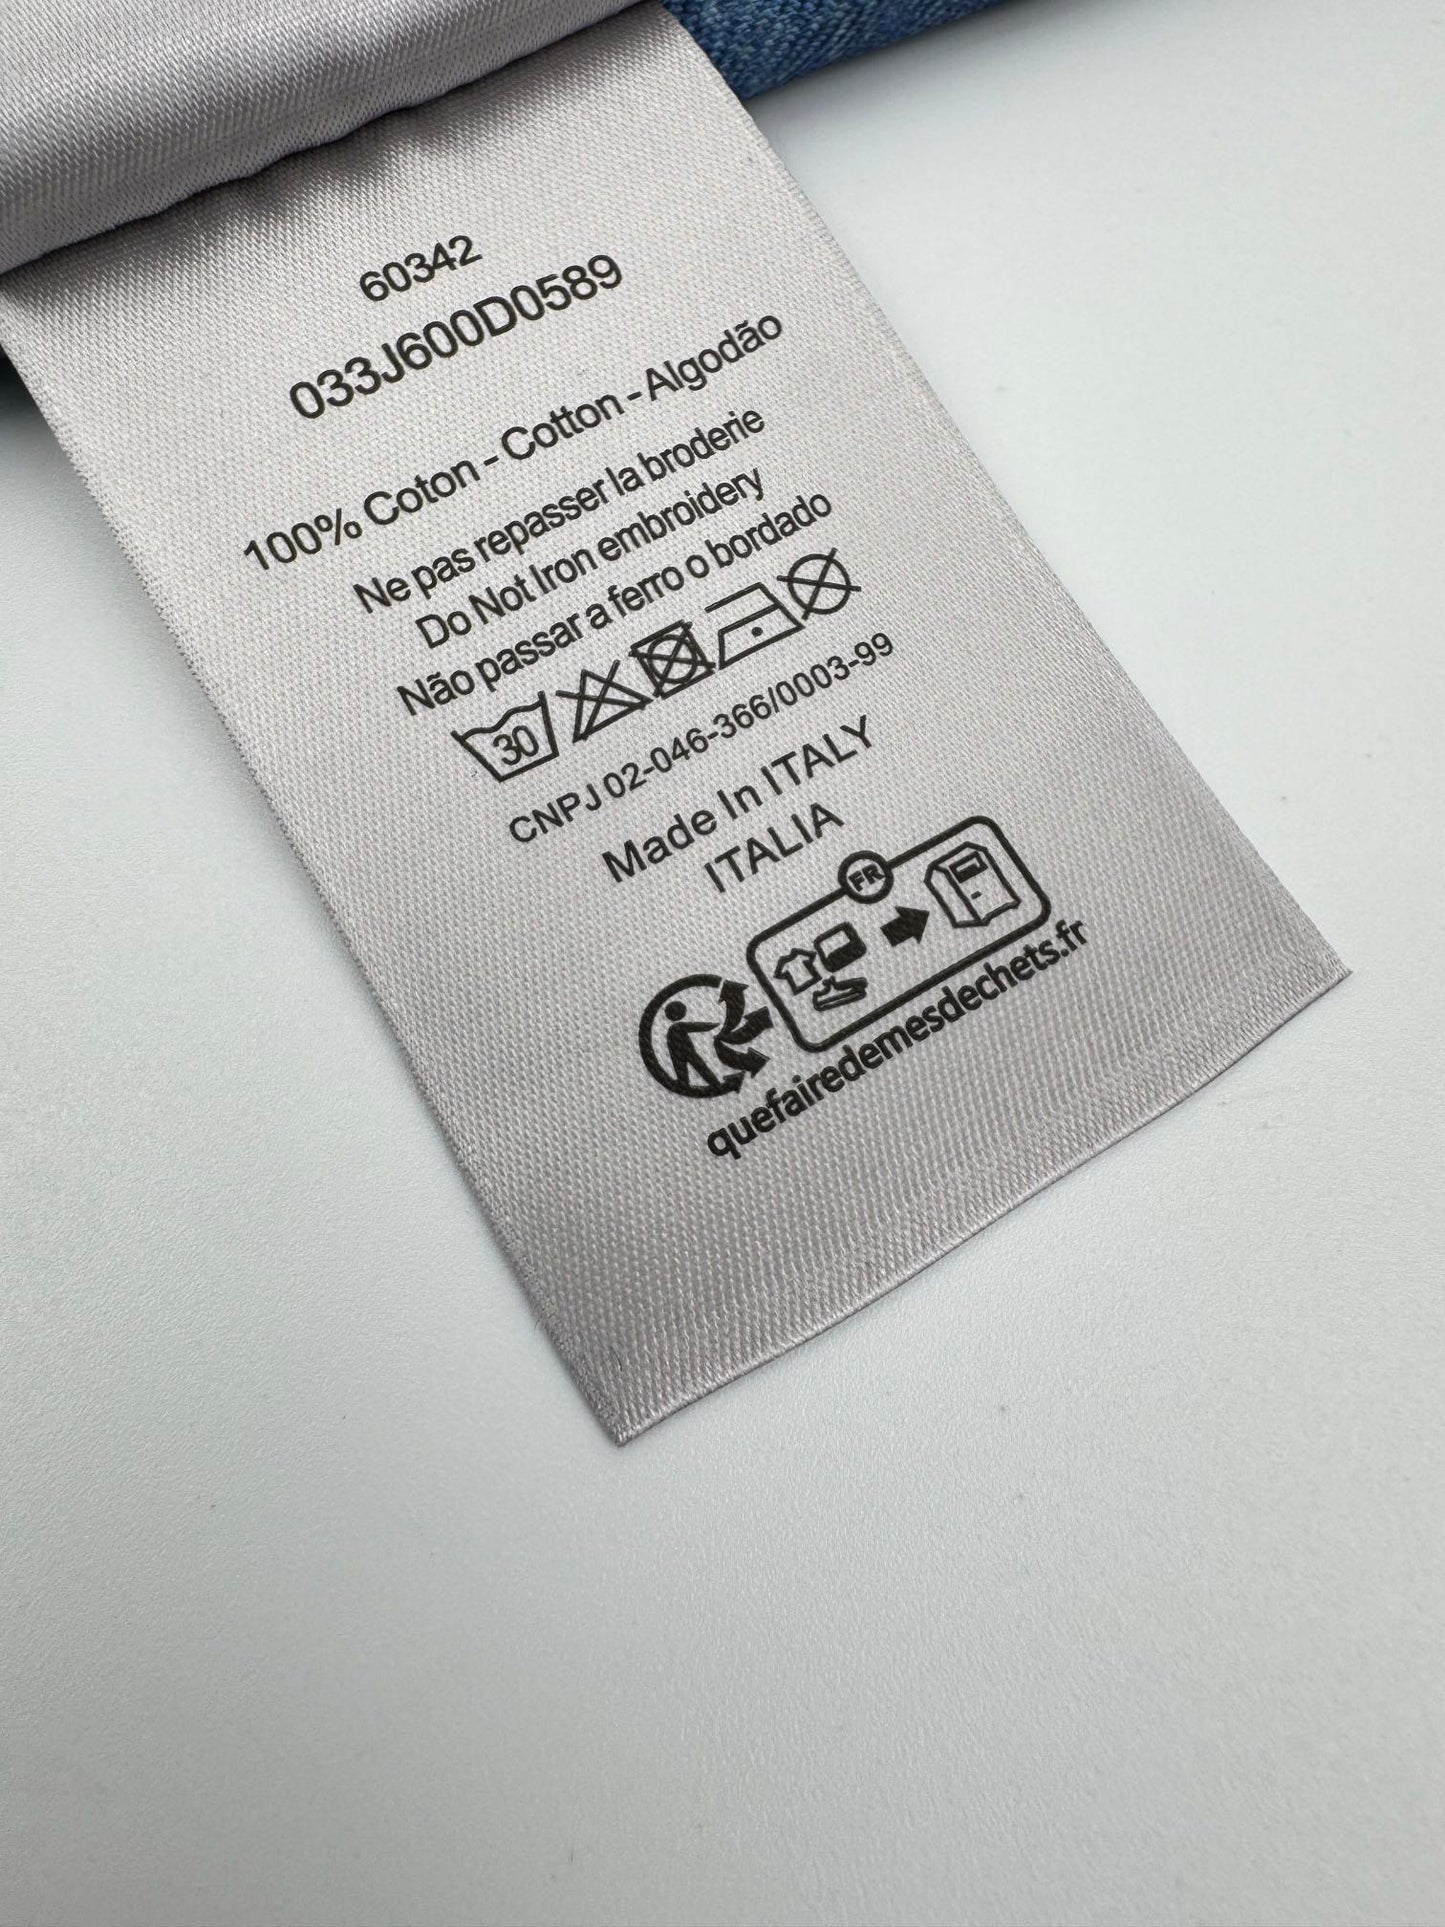 60342
033J600D0589
100% Coton - Cotton - Algodão
Ne pas repasser la broderie
Do Not Iron embroidery
Não passar a ferro o bordado
30
CNPJ 02-046-366/0003-99
Made In ITALY
ITALIA
FR
quefairedemesdechets.fr